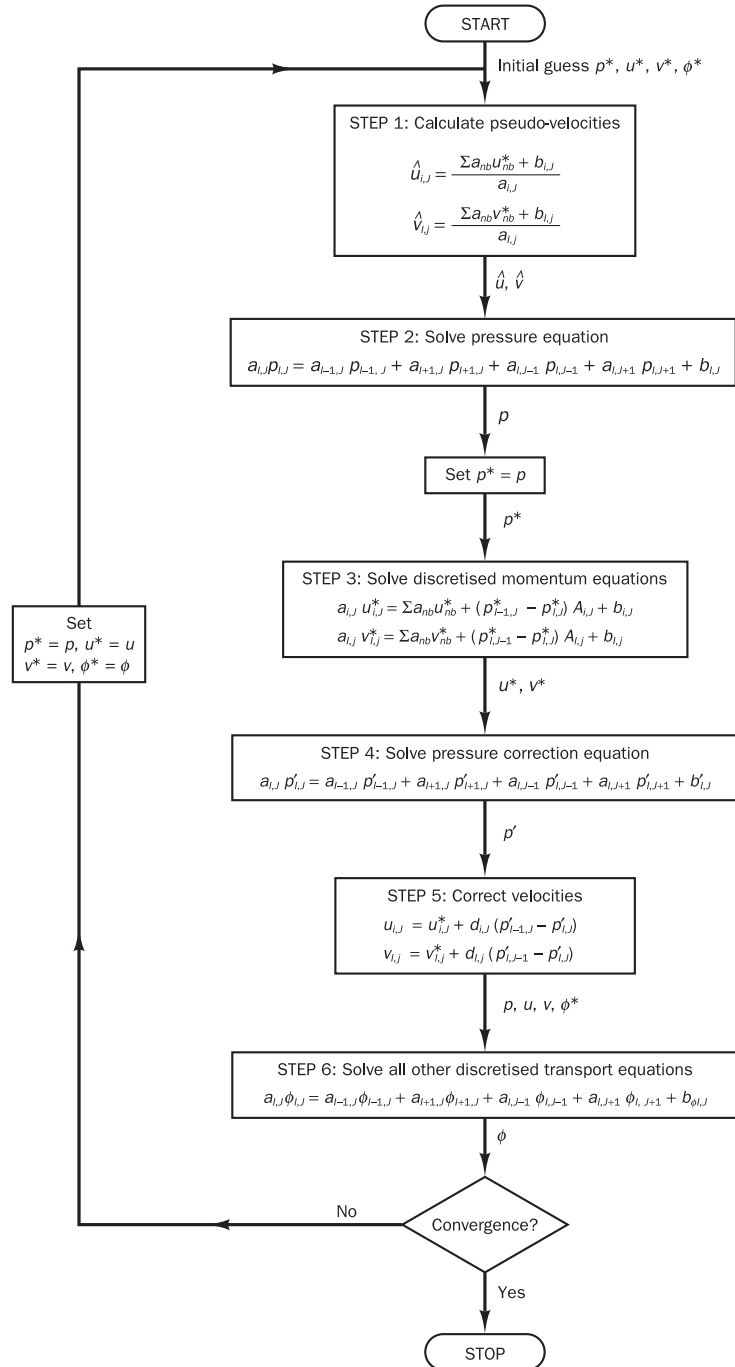 START
Initial guess p*, u*, v*, ϕ*
STEP 1: Calculate pseudo-velocities
û_{i,J} = (Σa_{nb}u*_{nb} + b_{i,J}) / a_{i,J}
v̂_{I,j} = (Σa_{nb}v*_{nb} + b_{I,j}) / a_{I,j}
û, v̂
STEP 2: Solve pressure equation
a_{I,J}p_{I,J} = a_{I–1,J} p_{I–1,J} + a_{I+1,J} p_{I+1,J} + a_{I,J–1} p_{I,J–1} + a_{I,J+1} p_{I,J+1} + b_{I,J}
p
Set p* = p
p*
STEP 3: Solve discretised momentum equations
a_{i,J} u*_{i,J} = Σa_{nb}u*_{nb} + (p*_{I–1,J} – p*_{I,J}) A_{i,J} + b_{i,J}
a_{I,j} v*_{I,j} = Σa_{nb}v*_{nb} + (p*_{I,J–1} – p*_{I,J}) A_{I,j} + b_{I,j}
Set
p* = p, u* = u
v* = v, ϕ* = ϕ
u*, v*
STEP 4: Solve pressure correction equation
a_{I,J} p′_{I,J} = a_{I–1,J} p′_{I–1,J} + a_{I+1,J} p′_{I+1,J} + a_{I,J–1} p′_{I,J–1} + a_{I,J+1} p′_{I,J+1} + b′_{I,J}
p′
STEP 5: Correct velocities
u_{i,J} = u*_{i,J} + d_{i,J} (p′_{I–1,J} – p′_{I,J})
v_{I,j} = v*_{I,j} + d_{I,j} (p′_{I,J–1} – p′_{I,J})
p, u, v, ϕ*
STEP 6: Solve all other discretised transport equations
a_{I,J}ϕ_{I,J} = a_{I–1,J}ϕ_{I–1,J} + a_{I+1,J}ϕ_{I+1,J} + a_{I,J–1} ϕ_{I,J–1} + a_{I,J+1} ϕ_{I,J+1} + b_{ϕI,J}
ϕ
No
Convergence?
Yes
STOP